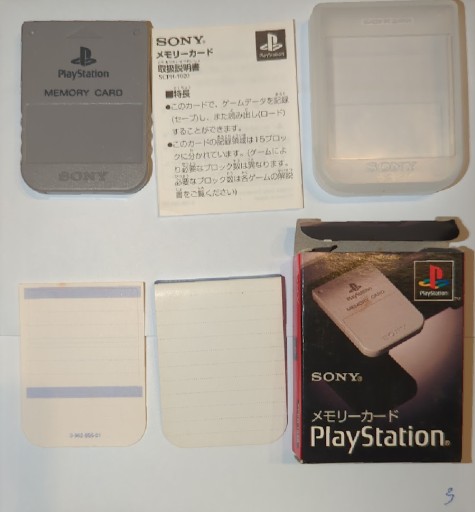 PlayStation
MEMORY CARD
SONY
SONY
メモリーカード
取扱説明書
SCPH-1020
PlayStation
■特長
●このカードで、ゲームデータを記録
(セーブ)し、また読み出し(ロード)
することができます。
●このカードの記録領域は15ブロッ
クに分かれています。(ゲームによ
り必要なブロック数は異なります。
必要なブロック数は各ゲームの解説
書をご覧ください)
SONY
PlayStation
PlayStation
MEMORY CARD
SONY
メモリーカード
PlayStation